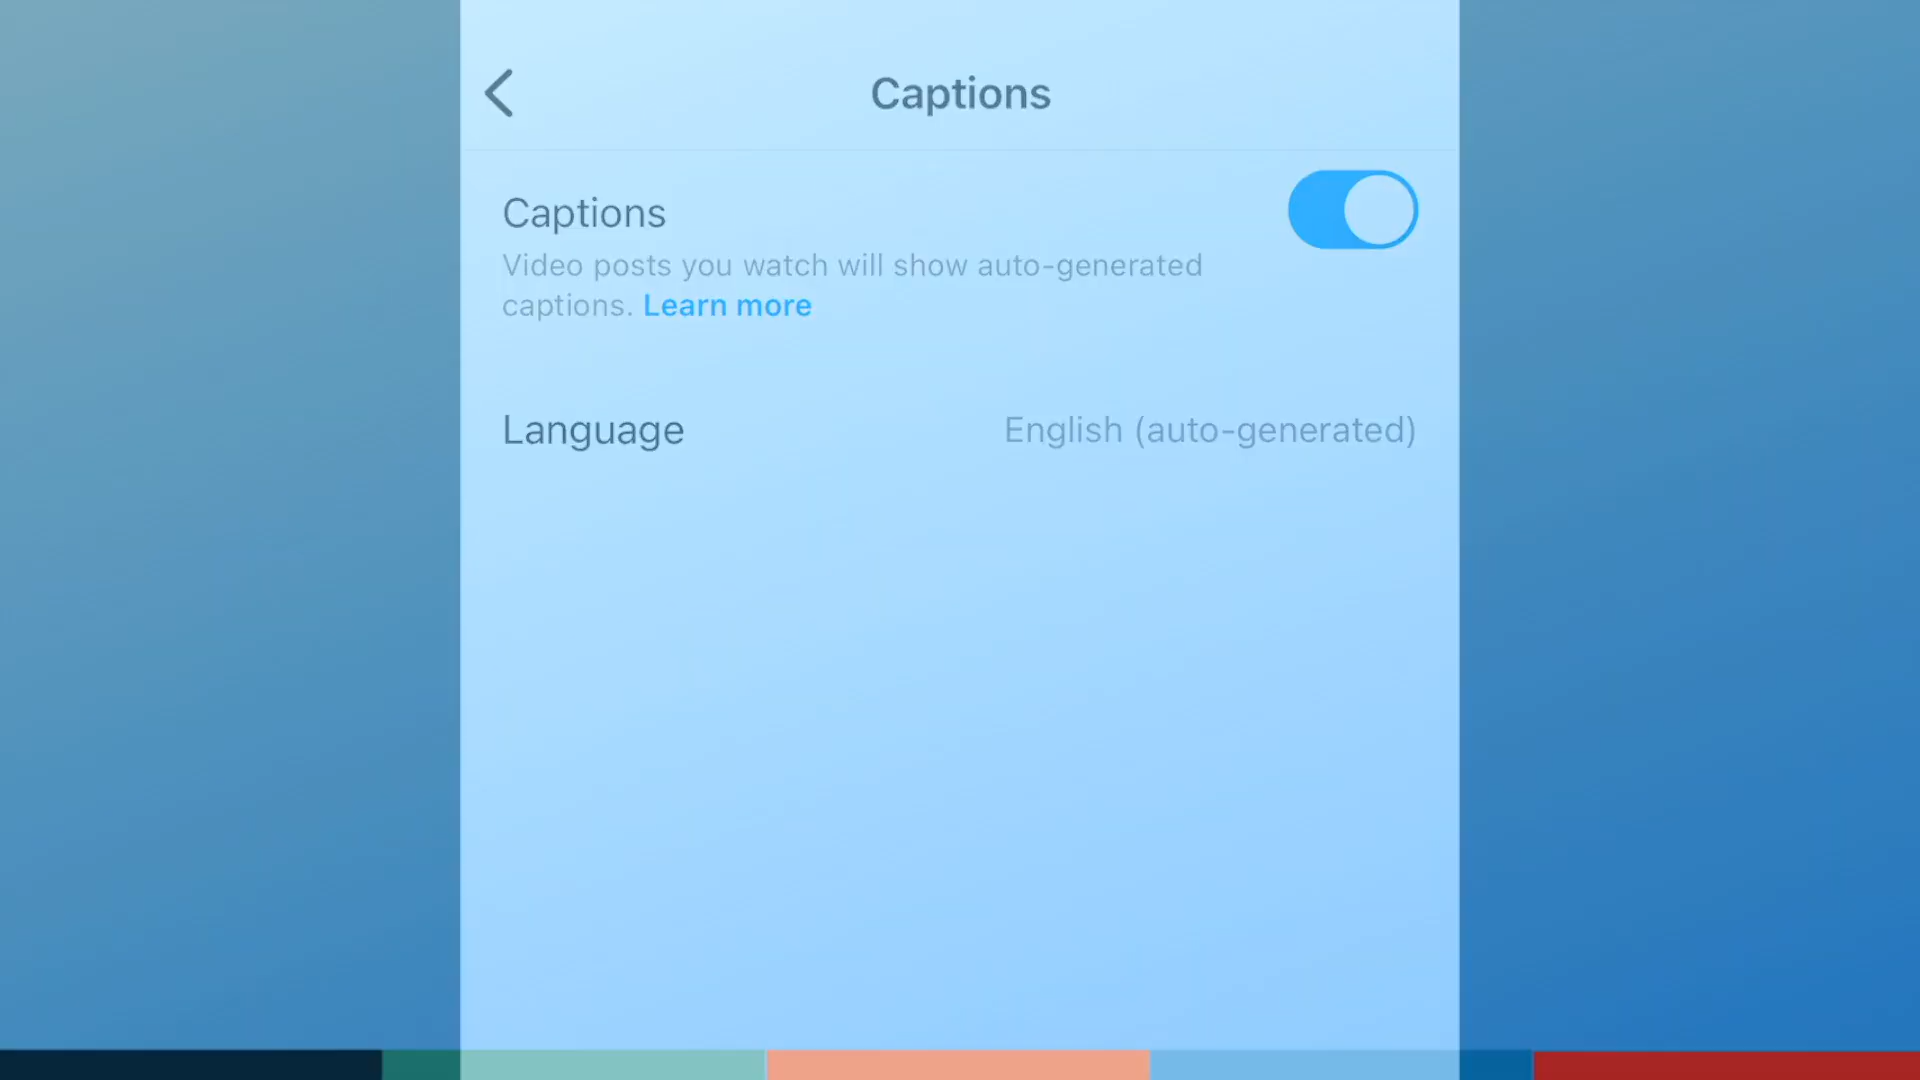 Captions
Captions
Video posts you watch will show auto-generated
captions. Learn more
Language English (auto-generated)